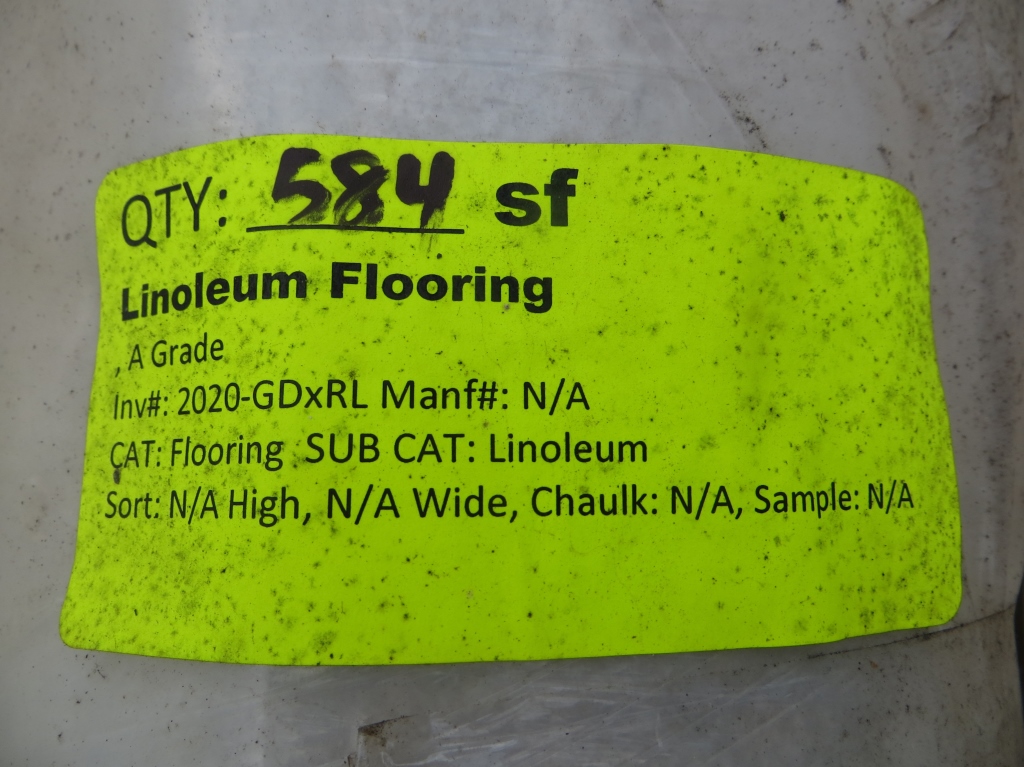 QTY: 584 sf
Linoleum Flooring
, A Grade
Inv#: 2020-GDxRL Manf#: N/A
CAT: Flooring SUB CAT: Linoleum
Sort: N/A High, N/A Wide, Chaulk: N/A, Sample: N/A